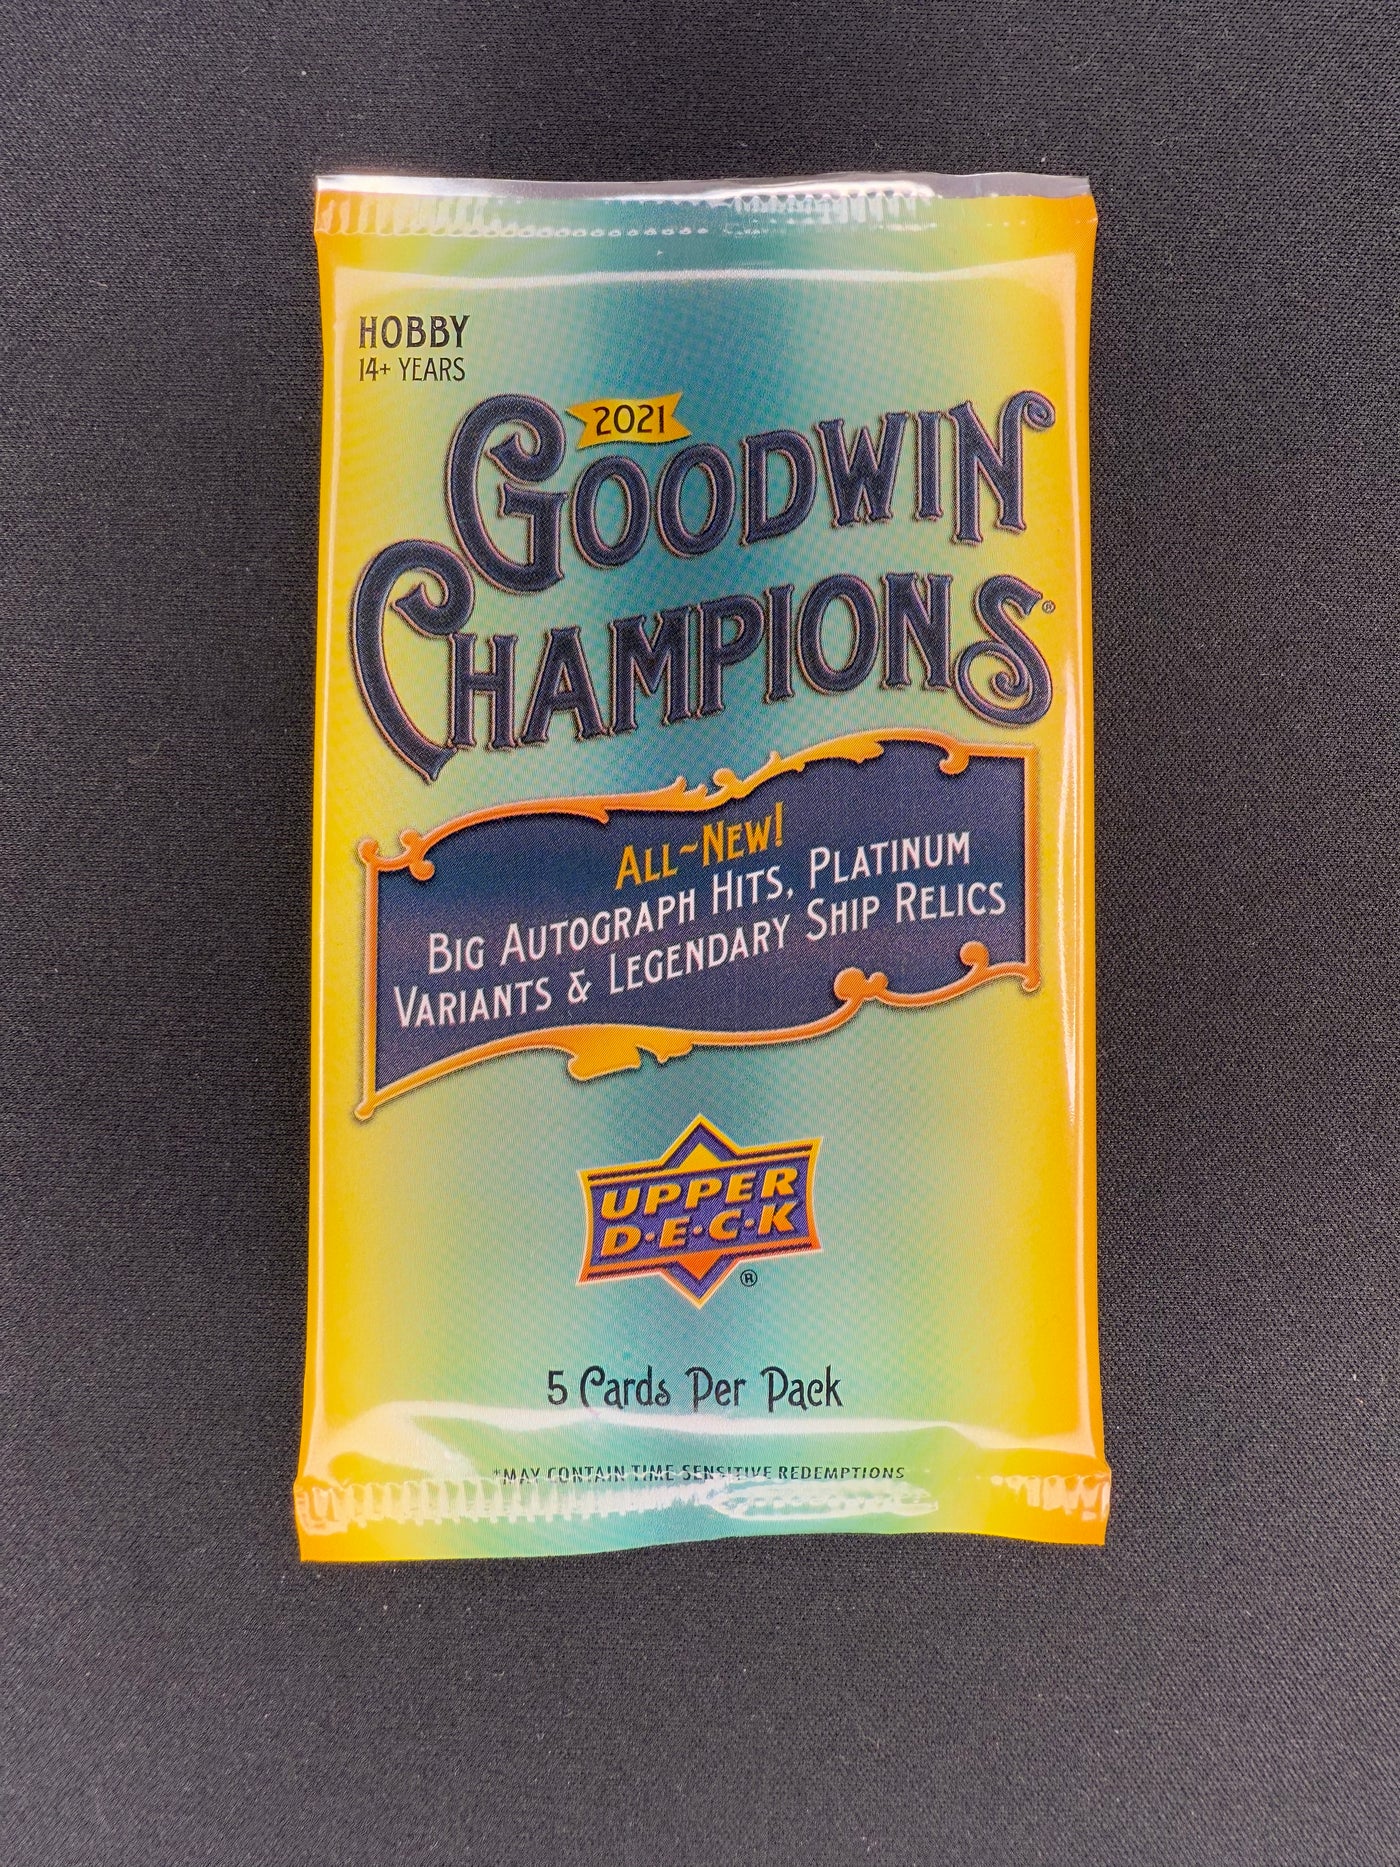 HOBBY
14+ YEARS
2021
GOODWIN
CHAMPIONS®
ALL~NEW!
BIG AUTOGRAPH HITS, PLATINUM
VARIANTS & LEGENDARY SHIP RELICS
UPPER
D·E·C·K
®
5 Cards Per Pack
*MAY CONTAIN TIME SENSITIVE REDEMPTIONS